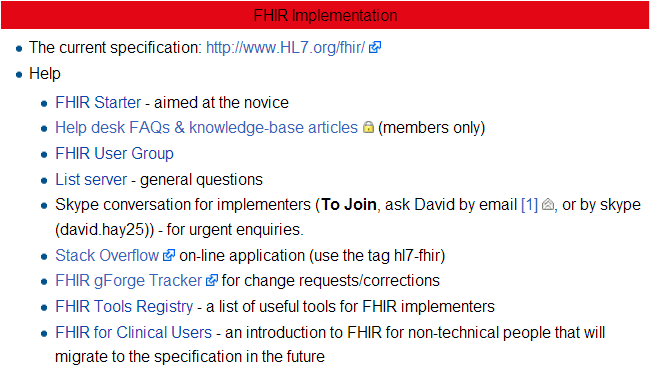 FHIR Implementation
The current specification: http://www.HL7.org/fhir/
Help
FHIR Starter - aimed at the novice
Help desk FAQs & knowledge-base articles (members only)
FHIR User Group
List server - general questions
Skype conversation for implementers (To Join, ask David by email [1], or by skype
(david.hay25)) - for urgent enquiries.
Stack Overflow on-line application (use the tag hl7-fhir)
FHIR gForge Tracker for change requests/corrections
FHIR Tools Registry - a list of useful tools for FHIR implementers
FHIR for Clinical Users - an introduction to FHIR for non-technical people that will
migrate to the specification in the future